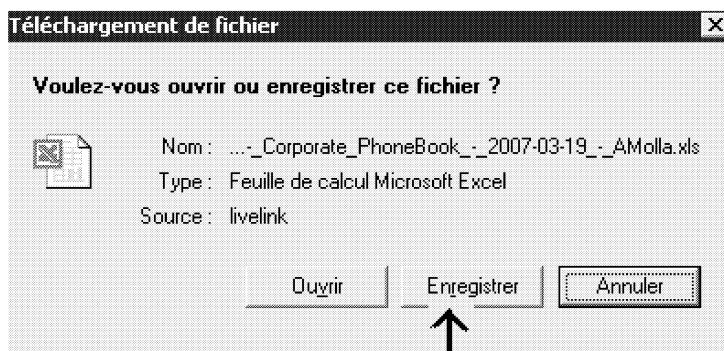 Téléchargement de fichier
Voulez-vous ouvrir ou enregistrer ce fichier ?
Nom : ...-_Corporate_PhoneBook_-_2007-03-19_-_AMolla.xls
Type : Feuille de calcul Microsoft Excel
Source : livelink
Ouvrir Enregistrer Annuler